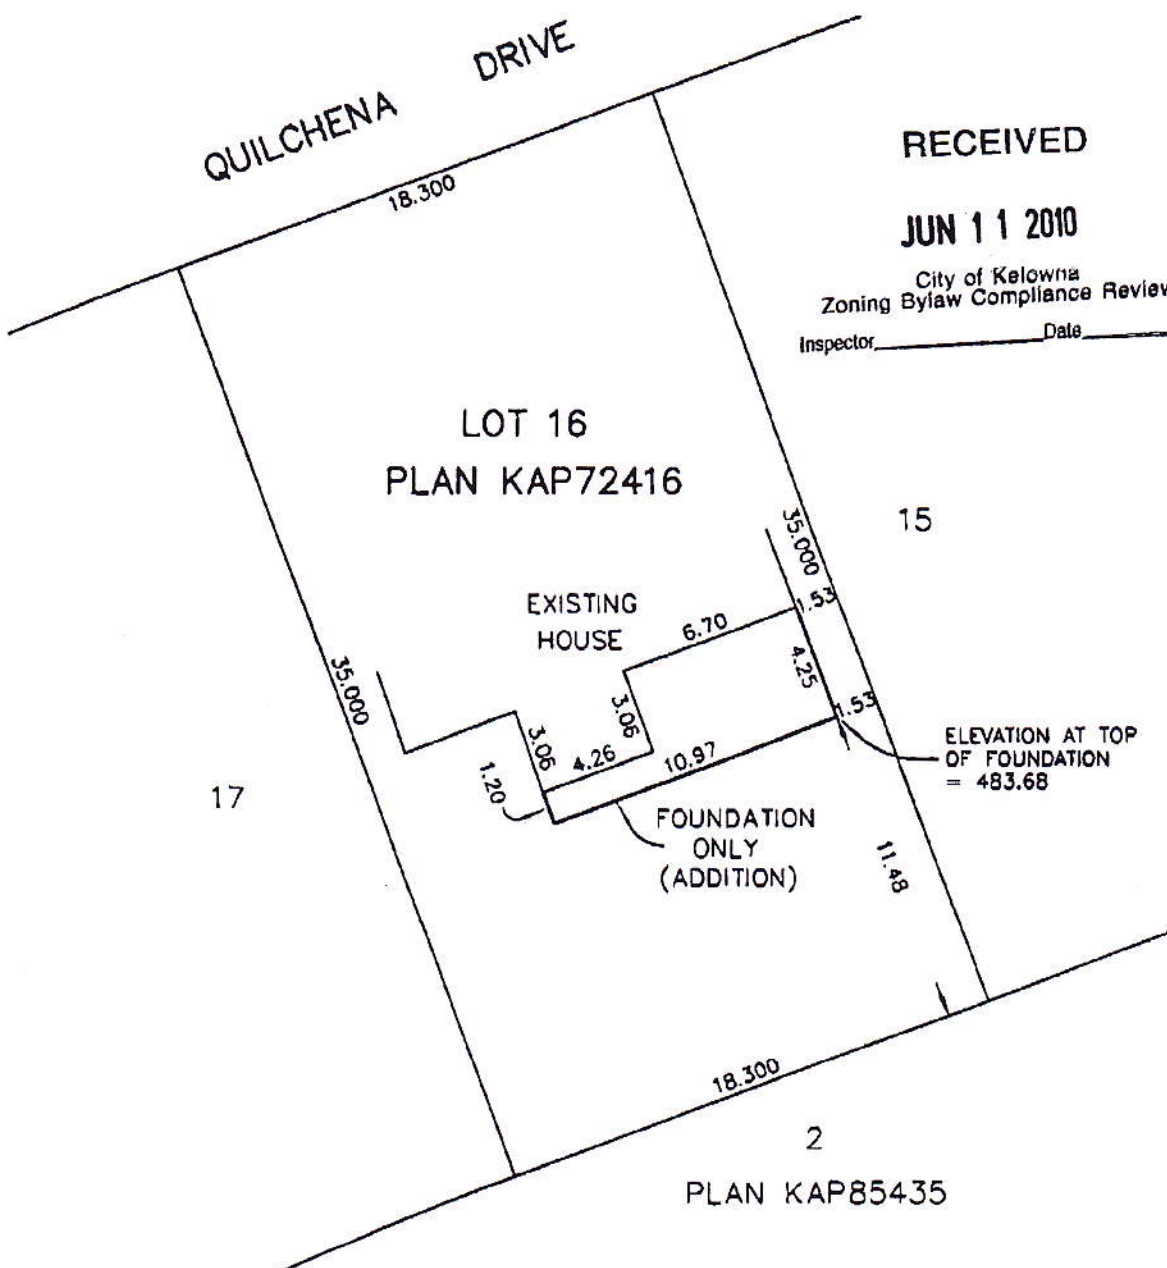 QUILCHENA DRIVE
18.300
RECEIVED
JUN 11 2010
City of Kelowna
Zoning Bylaw Compliance Review
Inspector Date
LOT 16
PLAN KAP72416
15
35.000
EXISTING
HOUSE
6.70
1.53
35.000
3.06
4.25
3.06
4.26
10.97
1.53
1.20
ELEVATION AT TOP
OF FOUNDATION
= 483.68
17
FOUNDATION
ONLY
(ADDITION)
11.48
18.300
2
PLAN KAP85435